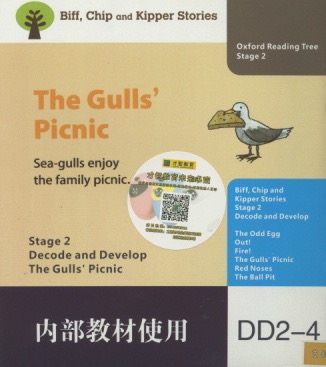 Biff, Chip and Kipper Stories
Oxford Reading Tree
Stage 2
The Gulls'
Picnic
Sea-gulls enjoy
the family picnic.
Biff, Chip and
Kipper Stories
Stage 2
Decode and Develop
The Odd Egg
Out!
Fire!
The Gulls' Picnic
Red Noses
The Ball Pit
Stage 2
Decode and Develop
The Gulls' Picnic
内部教材使用
DD2-4